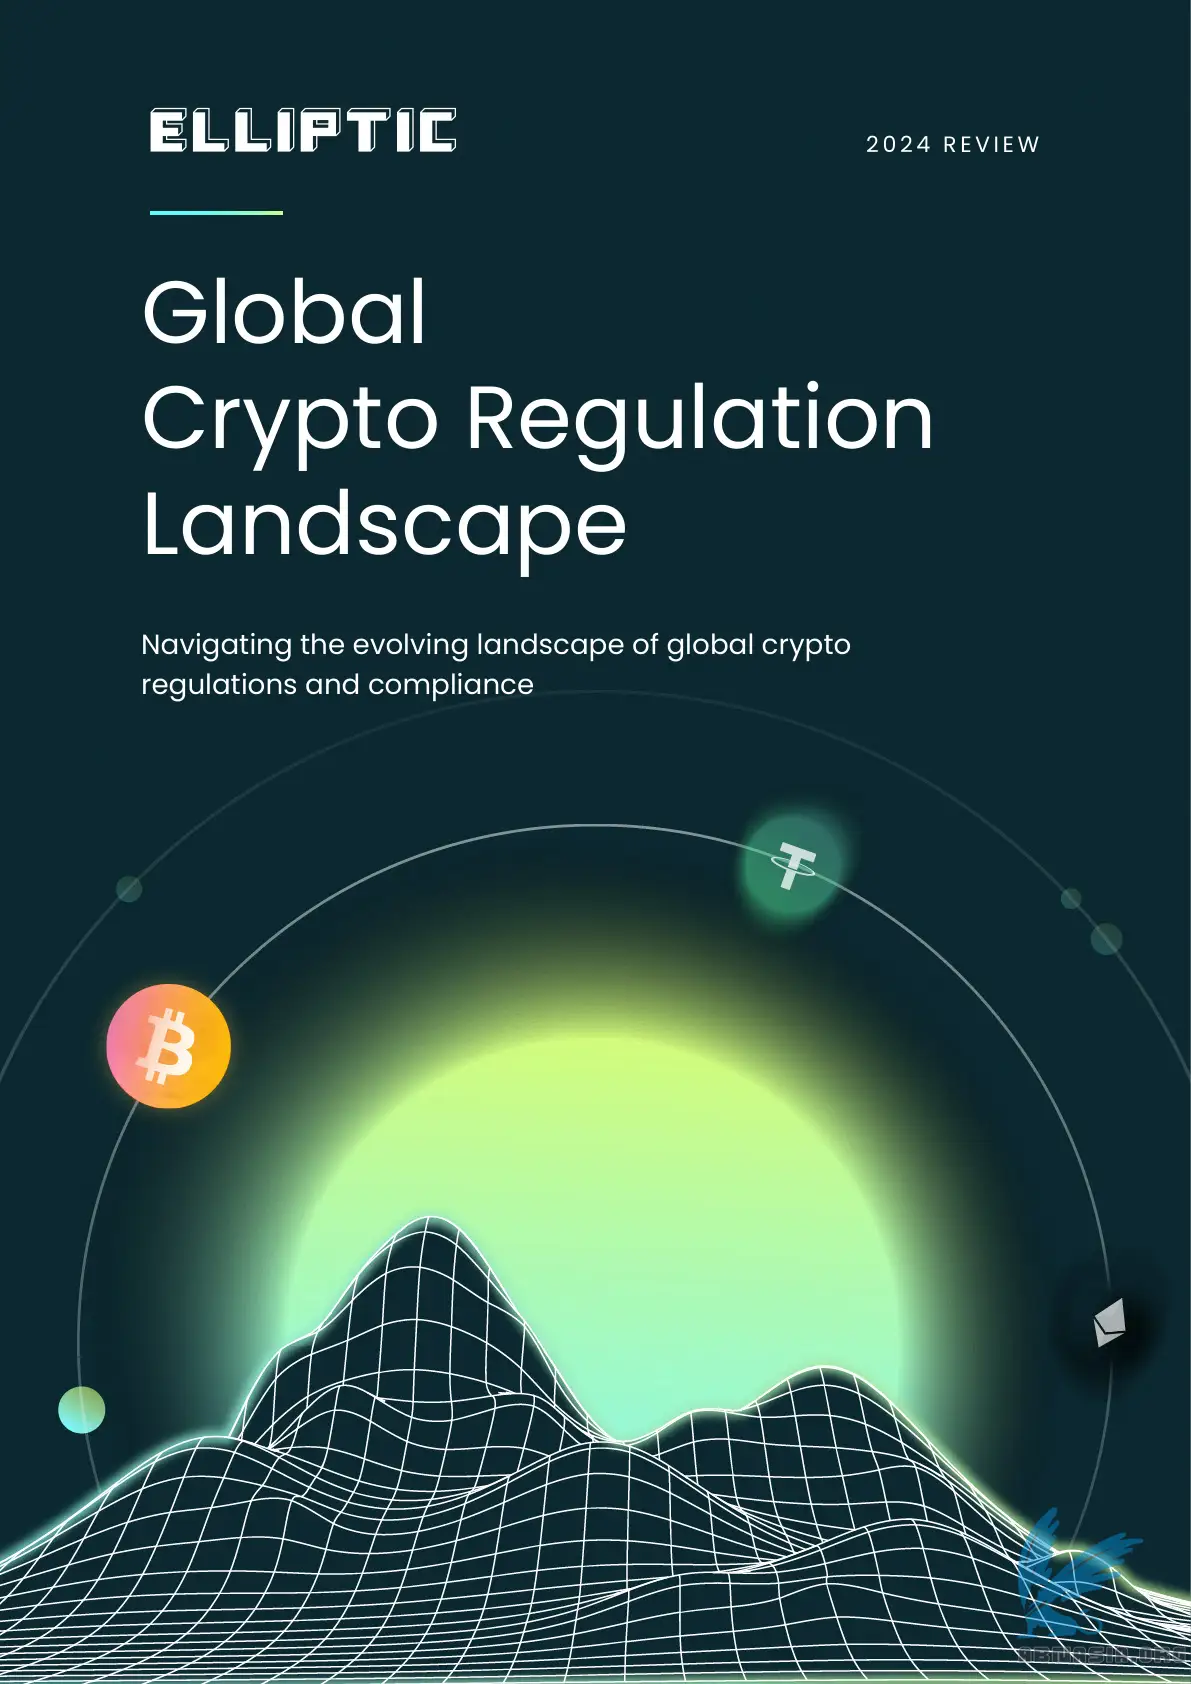 ELLIPTIC
2024 REVIEW
Global
Crypto Regulation
Landscape
Navigating the evolving landscape of global crypto
regulations and compliance